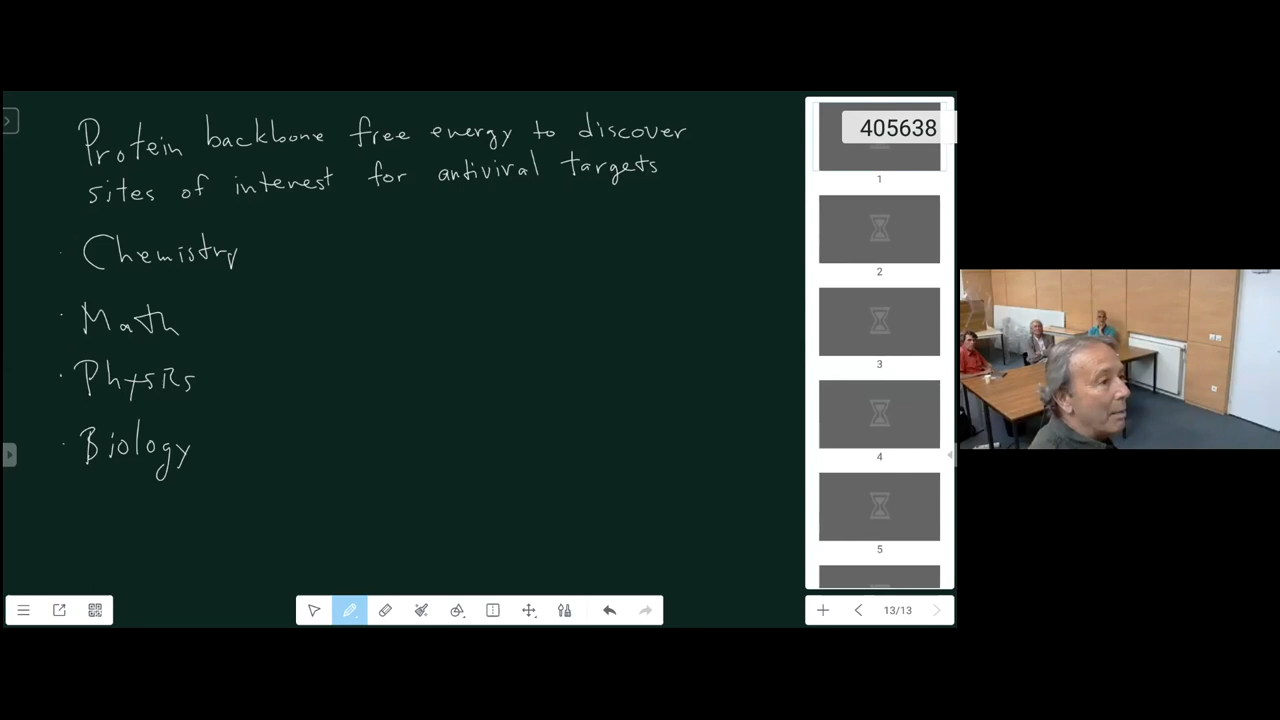 Protein backbone free energy to discover
sites of interest for antiviral targets
· Chemistry
· Math
· Physics
· Biology
405638
1
2
3
4
5
13/13